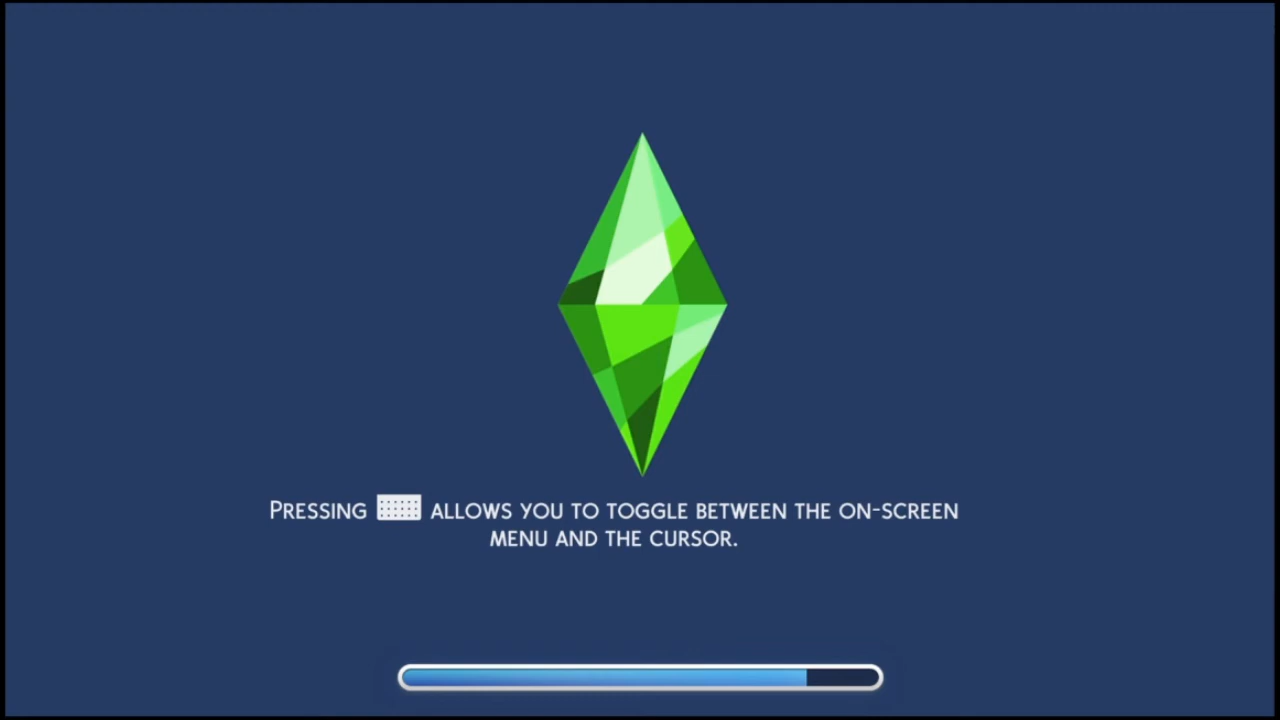 Pressing allows you to toggle between the on-screen
menu and the cursor.